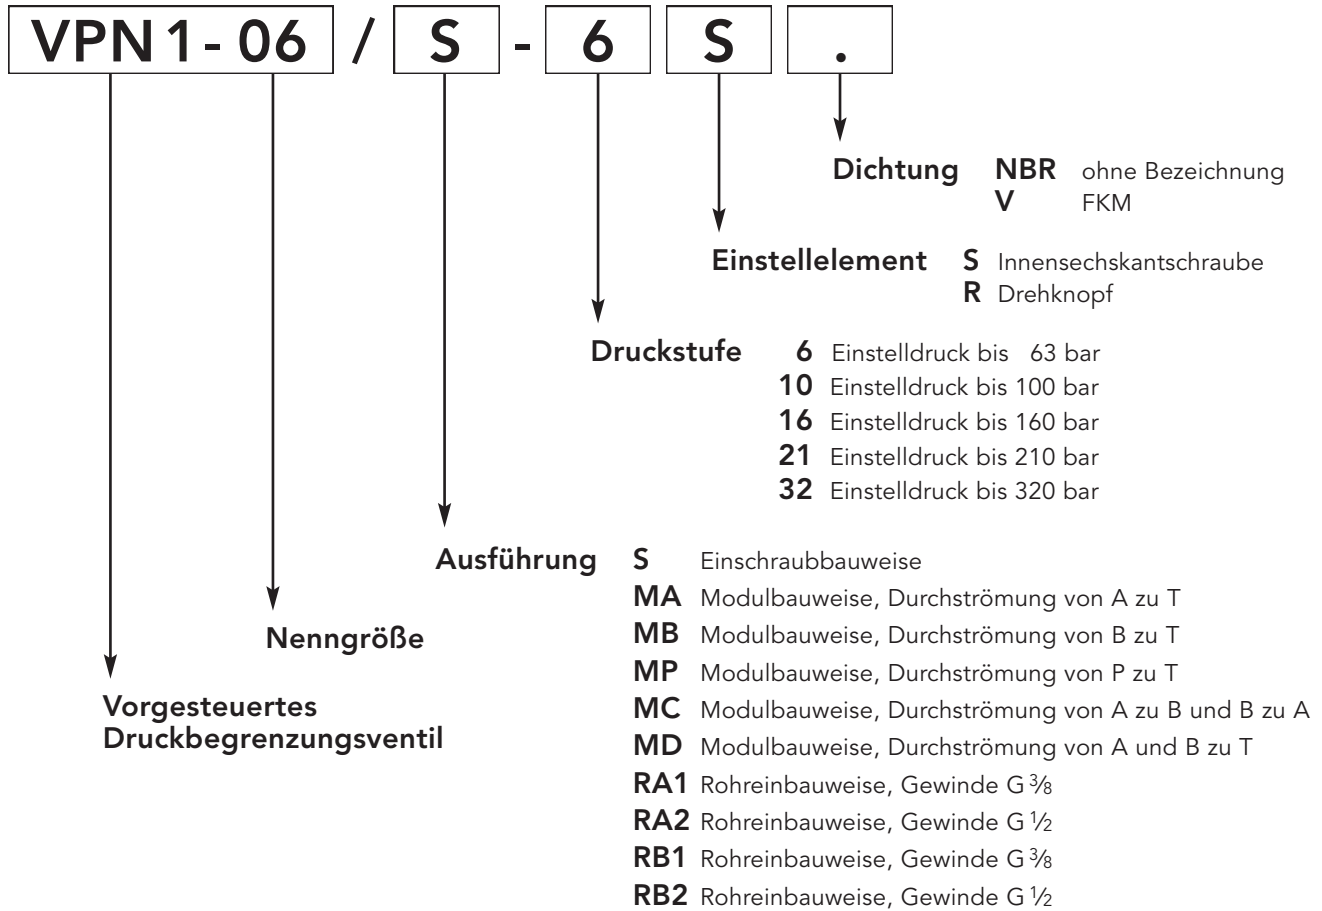 VPN 1 - 06 / S - 6 S .
Dichtung NBR ohne Bezeichnung
V FKM
Einstellelement S Innensechskantschraube
R Drehknopf
Druckstufe 6 Einstelldruck bis 63 bar
10 Einstelldruck bis 100 bar
16 Einstelldruck bis 160 bar
21 Einstelldruck bis 210 bar
32 Einstelldruck bis 320 bar
Ausführung S Einschraubbauweise
MA Modulbauweise, Durchströmung von A zu T
MB Modulbauweise, Durchströmung von B zu T
MP Modulbauweise, Durchströmung von P zu T
MC Modulbauweise, Durchströmung von A zu B und B zu A
MD Modulbauweise, Durchströmung von A und B zu T
RA1 Rohreinbauweise, Gewinde G 3/8
RA2 Rohreinbauweise, Gewinde G 1/2
RB1 Rohreinbauweise, Gewinde G 3/8
RB2 Rohreinbauweise, Gewinde G 1/2
Nenngröße
Vorgesteuertes
Druckbegrenzungsventil